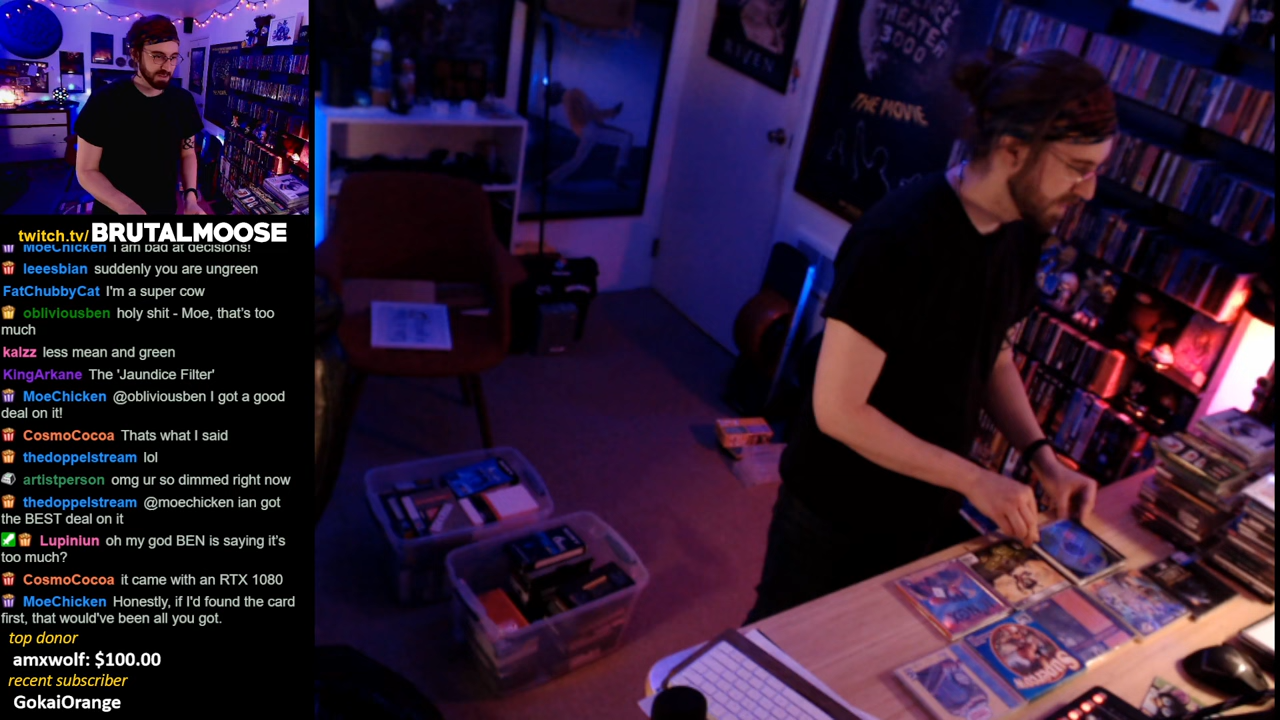 twitch.tv/BRUTALMOOSE
MoeChicken I am bad at decisions!
leeesbian suddenly you are ungreen
FatChubbyCat I'm a super cow
obliviousben holy shit - Moe, that's too
much
kalzz less mean and green
KingArkane The 'Jaundice Filter'
MoeChicken @obliviousben I got a good
deal on it!
CosmoCocoa Thats what I said
thedoppelstream lol
artistperson omg ur so dimmed right now
thedoppelstream @moechicken ian got
the BEST deal on it
Lupiniun oh my god BEN is saying it's
too much?
CosmoCocoa it came with an RTX 1080
MoeChicken Honestly, if I'd found the card
first, that would've been all you got.
top donor
amxwolf: $100.00
recent subscriber
GokaiOrange
RIVEN
THEATER
3000
THE MOVIE